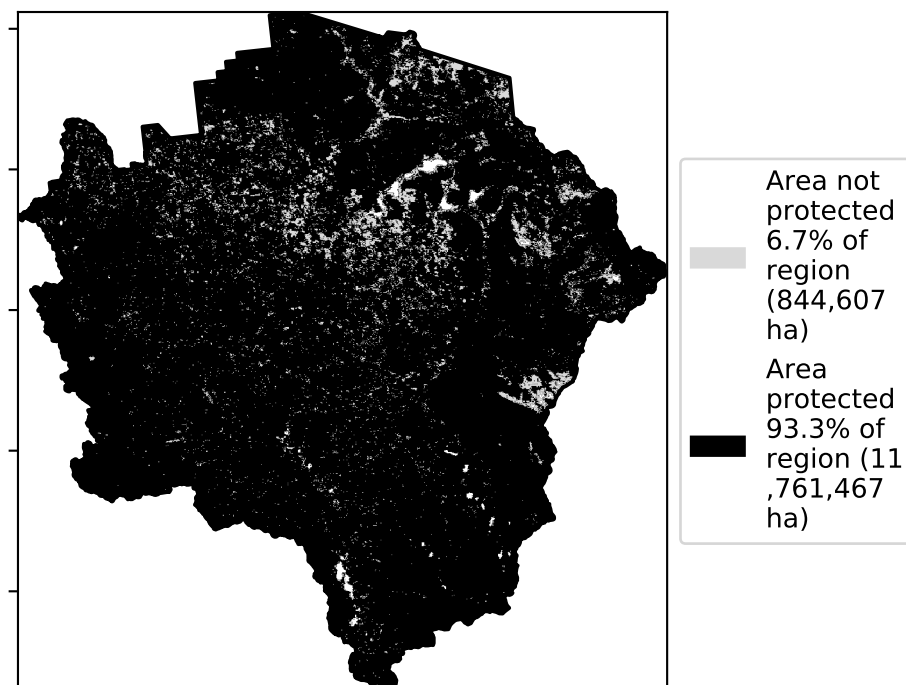 Area not
protected
6.7% of
region
(844,607
ha)
Area
protected
93.3% of
region (11
,761,467
ha)